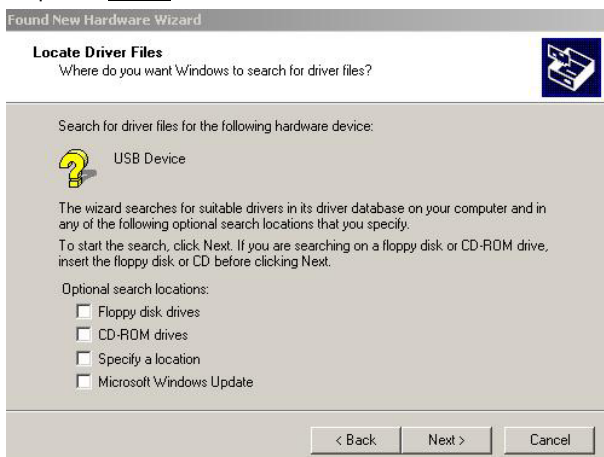 Found New Hardware Wizard
Locate Driver Files
Where do you want Windows to search for driver files?
Search for driver files for the following hardware device:
USB Device
The wizard searches for suitable drivers in its driver database on your computer and in
any of the following optional search locations that you specify.
To start the search, click Next. If you are searching on a floppy disk or CD-ROM drive,
insert the floppy disk or CD before clicking Next.
Optional search locations:
Floppy disk drives
CD-ROM drives
Specify a location
Microsoft Windows Update
< Back Next > Cancel